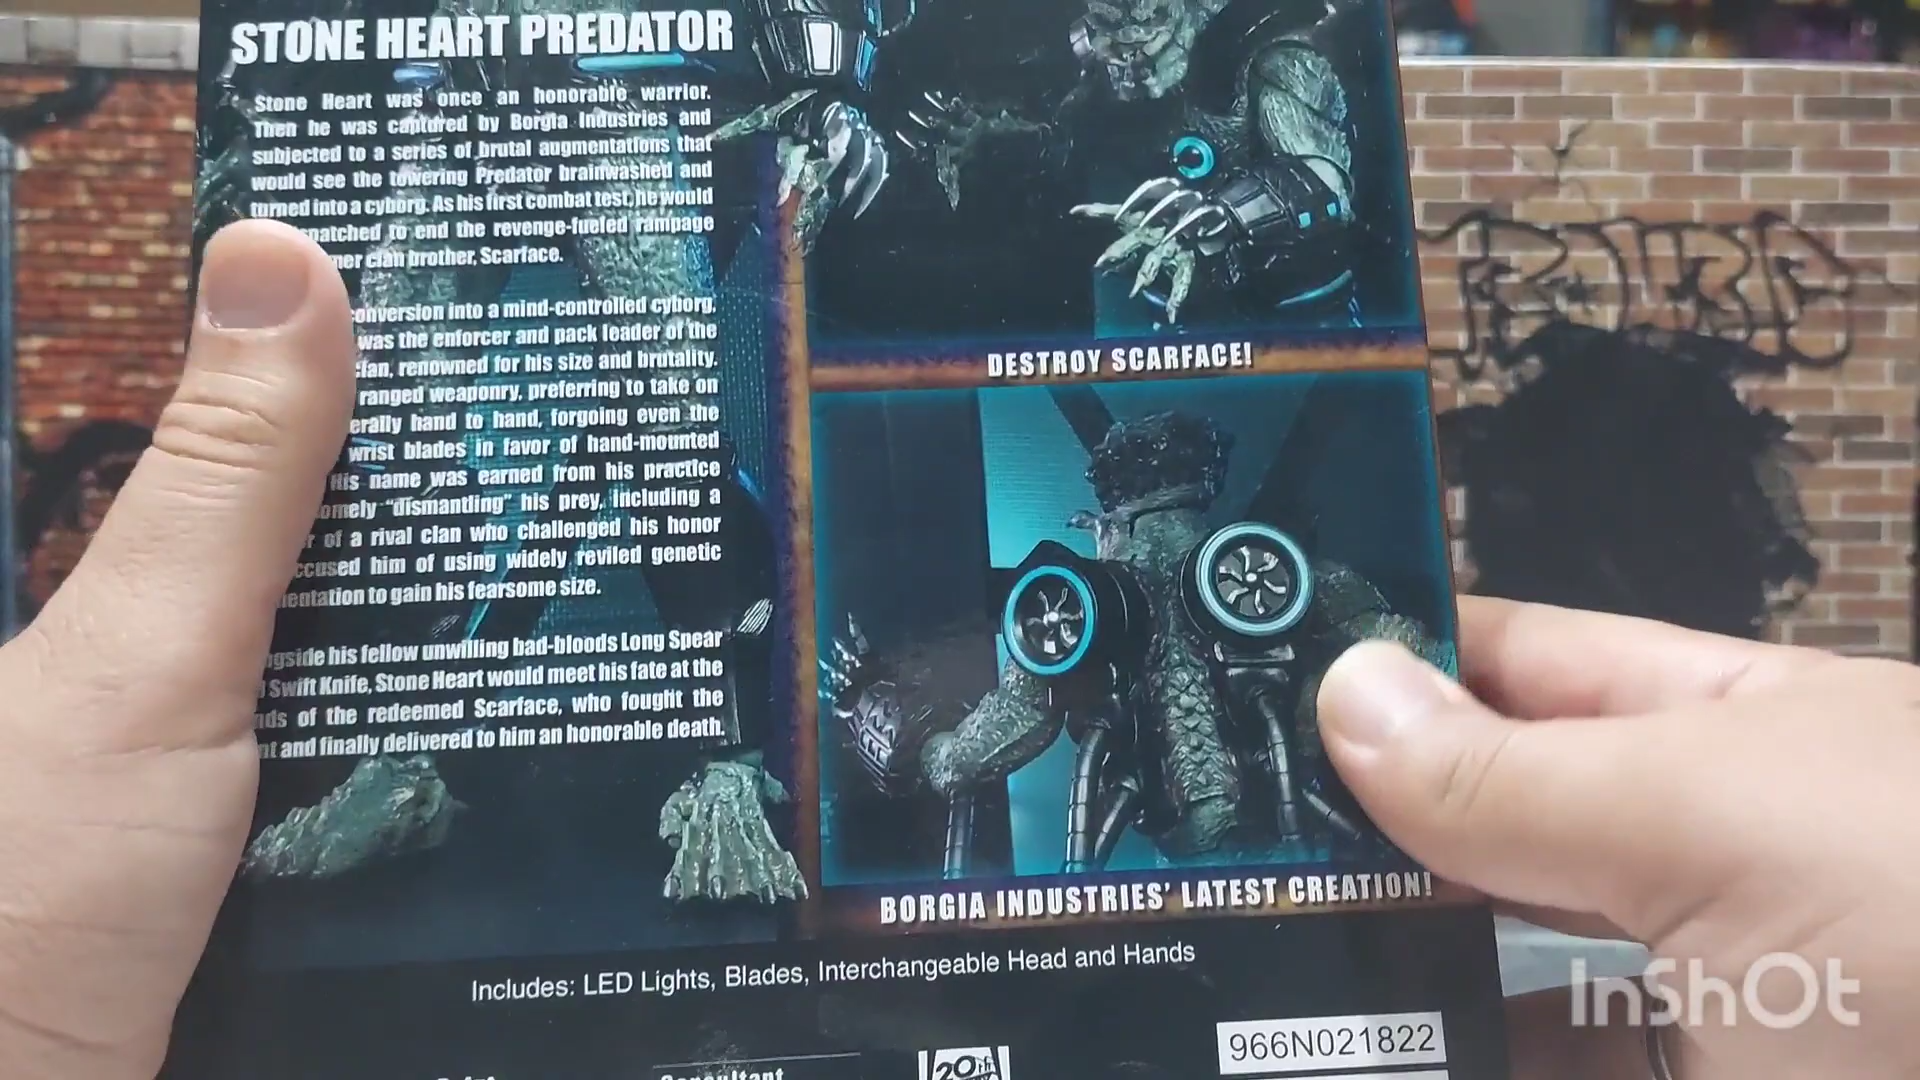 STONE HEART PREDATOR
Stone Heart was once an honorable warrior.
Then he was captured by Borgia Industries and
subjected to a series of brutal augmentations that
would see the towering Predator brainwashed and
turned into a cyborg. As his first combat test, he would
patched to end the revenge-fueled rampage
clan brother, Scarface.
conversion into a mind-controlled cyborg,
was the enforcer and pack leader of the
clan, renowned for his size and brutality.
ranged weaponry, preferring to take on
erally hand to hand, forgoing even the
wrist blades in favor of hand-mounted
His name was earned from his practice
omely "dismantling" his prey, including a
of a rival clan who challenged his honor
ccused him of using widely reviled genetic
entation to gain his fearsome size.
gside his fellow unwilling bad-bloods Long Spear
Swift Knife, Stone Heart would meet his fate at the
nds of the redeemed Scarface, who fought the
and finally delivered to him an honorable death.
DESTROY SCARFACE!
BORGIA INDUSTRIES' LATEST CREATION!
Includes: LED Lights, Blades, Interchangeable Head and Hands
966N021822
20th
InShOt